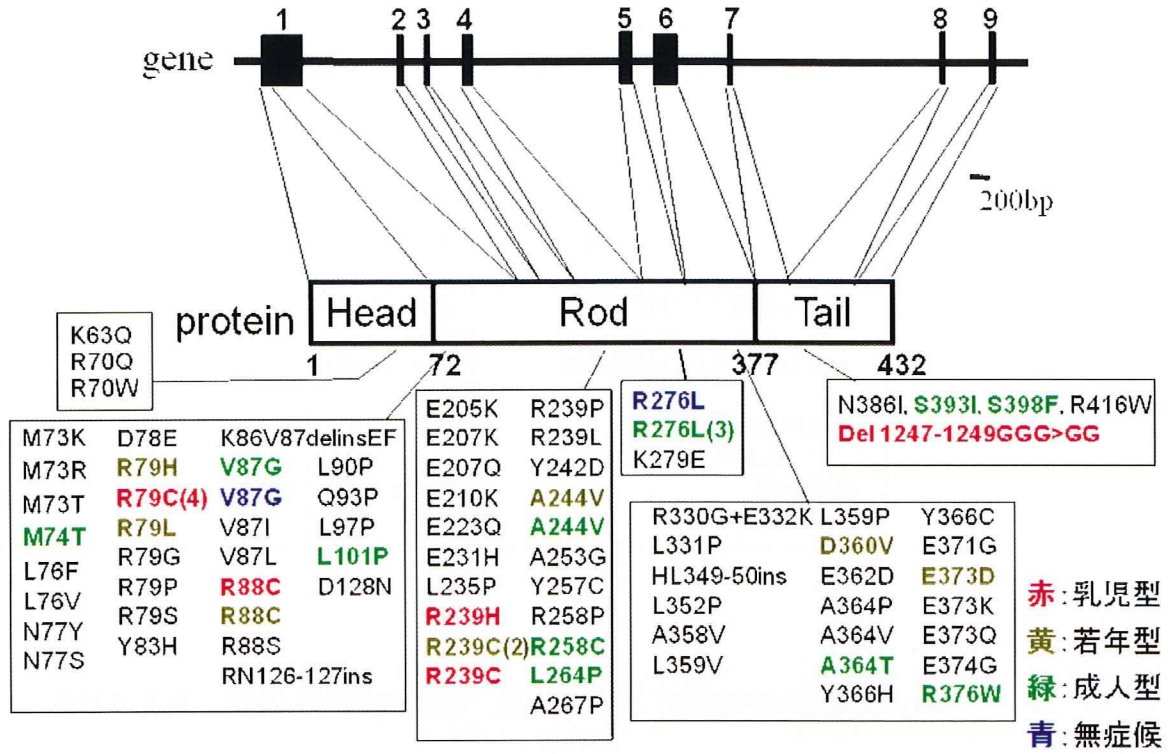 1 2 3 4 5 6 7 8 9
gene
200bp
protein Head Rod Tail
1 72 377 432
K63Q
R70Q
R70W
M73K
M73R
M73T
M74T
L76F
L76V
N77Y
N77S
D78E
R79H
R79C(4)
R79L
R79G
R79P
R79S
Y83H
K86V87delinsEF
V87G
V87G
V87I
V87L
R88C
R88C
R88S
RN126-127ins
L90P
Q93P
L97P
L101P
D128N
E205K
E207K
E207Q
E210K
E223Q
E231H
L235P
R239H
R239C(2)
R239C
R239P
R239L
Y242D
A244V
A244V
A253G
Y257C
R258P
R258C
L264P
A267P
R276L
R276L(3)
K279E
R330G+E332K
L331P
HL349-50ins
L352P
A358V
L359V
L359P
D360V
E362D
A364P
A364V
A364T
Y366H
Y366C
E371G
E373D
E373K
E373Q
E374G
R376W
N386I, S393I, S398F, R416W
Del 1247-1249GGG>GG
赤:乳児型
黄:若年型
緑:成人型
青:無症候